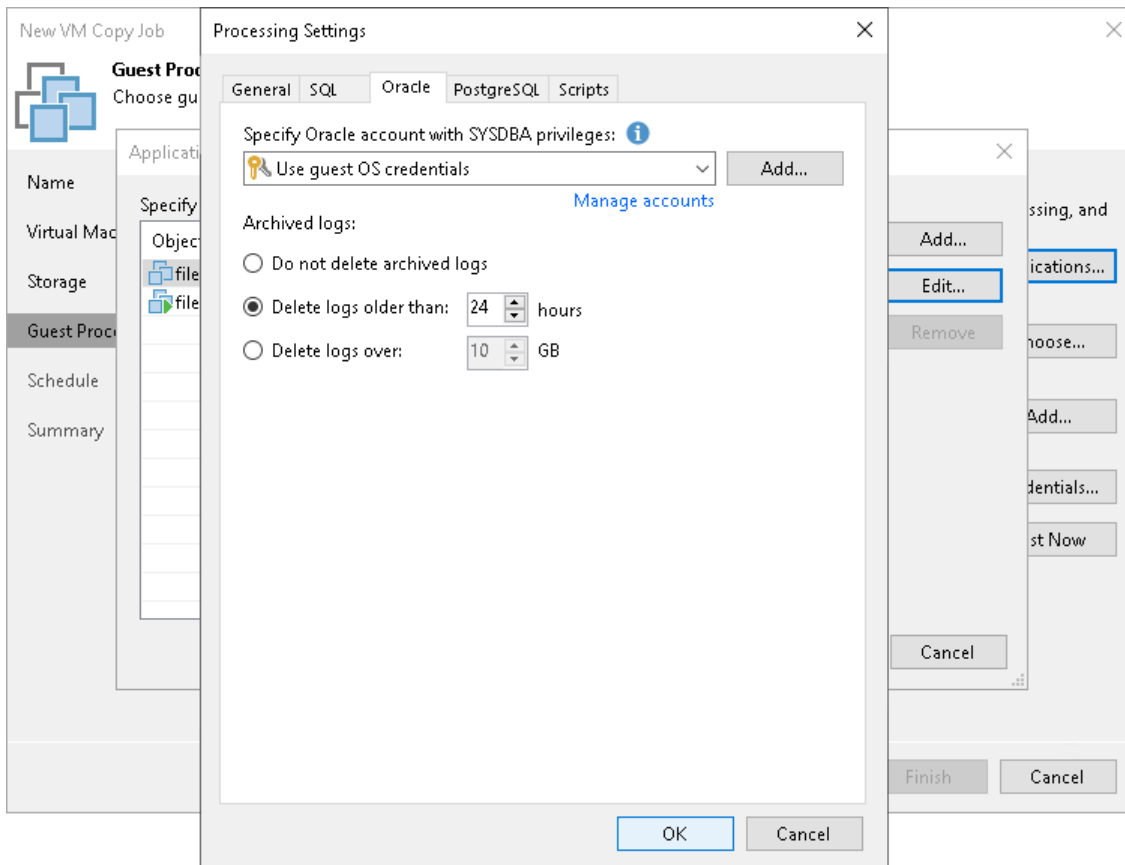 New VM Copy Job
Processing Settings
Guest Proc
Choose gu
General SQL Oracle PostgreSQL Scripts
Specify Oracle account with SYSDBA privileges:
Use guest OS credentials
Add...
Manage accounts
Archived logs:
Do not delete archived logs
Delete logs older than: 24 hours
Delete logs over: 10 GB
OK
Cancel
Applicati
Specify
Objec
file
file
Add...
Edit...
Remove
Cancel
Name
Virtual Mac
Storage
Guest Proc
Schedule
Summary
ssing, and
ications...
hoose...
Add...
dentials...
st Now
Finish
Cancel